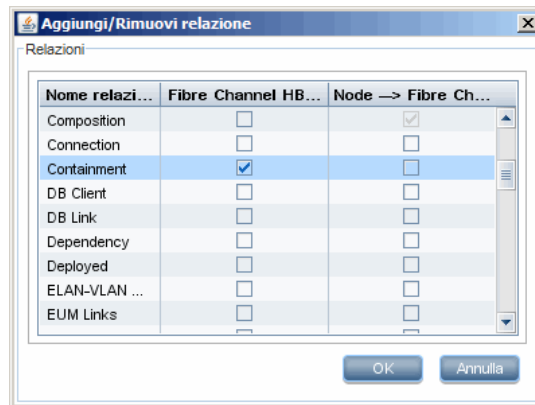 Aggiungi/Rimuovi relazione
Relazioni
Nome relazi... Fibre Channel HB... Node —> Fibre Ch...
Composition
Connection
Containment
DB Client
DB Link
Dependency
Deployed
ELAN-VLAN ...
EUM Links
OK Annulla